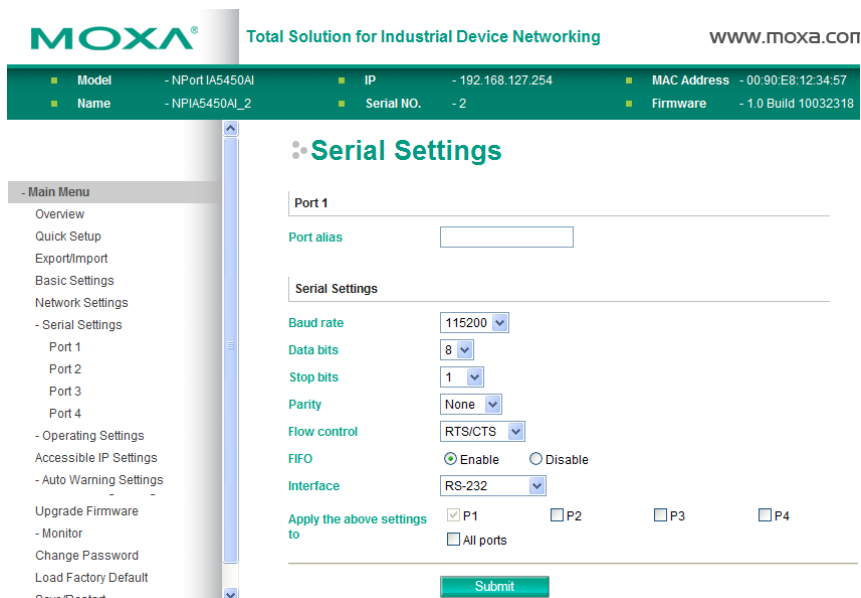 MOXA®
Total Solution for Industrial Device Networking
www.moxa.com
Model - NPort IA5450AI
IP - 192.168.127.254
MAC Address - 00:90:E8:12:34:57
Name - NPIA5450AI_2
Serial NO. - 2
Firmware - 1.0 Build 10032318
- Main Menu
Overview
Quick Setup
Export/Import
Basic Settings
Network Settings
- Serial Settings
Port 1
Port 2
Port 3
Port 4
- Operating Settings
Accessible IP Settings
- Auto Warning Settings
Upgrade Firmware
- Monitor
Change Password
Load Factory Default
Save/Restart
Serial Settings
Port 1
Port alias
Serial Settings
Baud rate 115200
Data bits 8
Stop bits 1
Parity None
Flow control RTS/CTS
FIFO Enable Disable
Interface RS-232
Apply the above settings to P1 P2 P3 P4
All ports
Submit